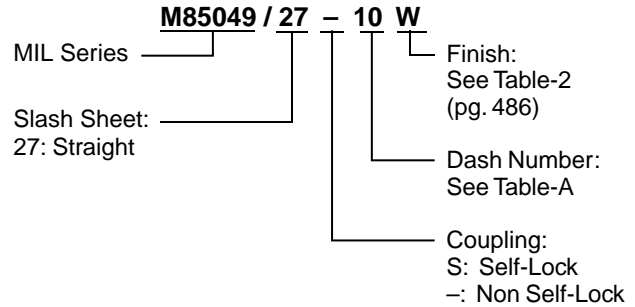 M85049 / 27 – 10 W
MIL Series
Slash Sheet:
27: Straight
Finish:
See Table-2
(pg. 486)
Dash Number:
See Table-A
Coupling:
S: Self-Lock
–: Non Self-Lock